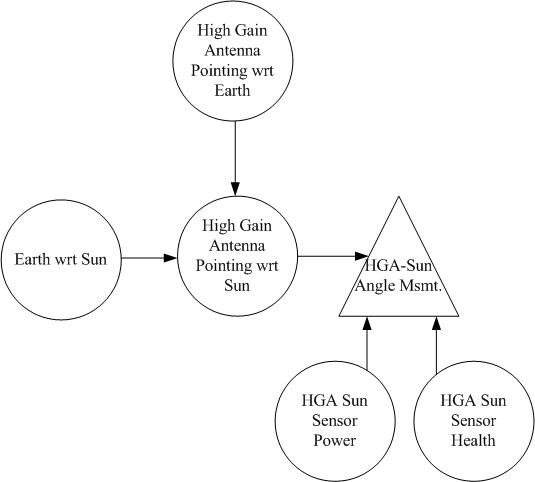 High Gain
Antenna
Pointing wrt
Earth
Earth wrt Sun
High Gain
Antenna
Pointing wrt
Sun
HGA-Sun
Angle Msmt.
HGA Sun
Sensor
Power
HGA Sun
Sensor
Health